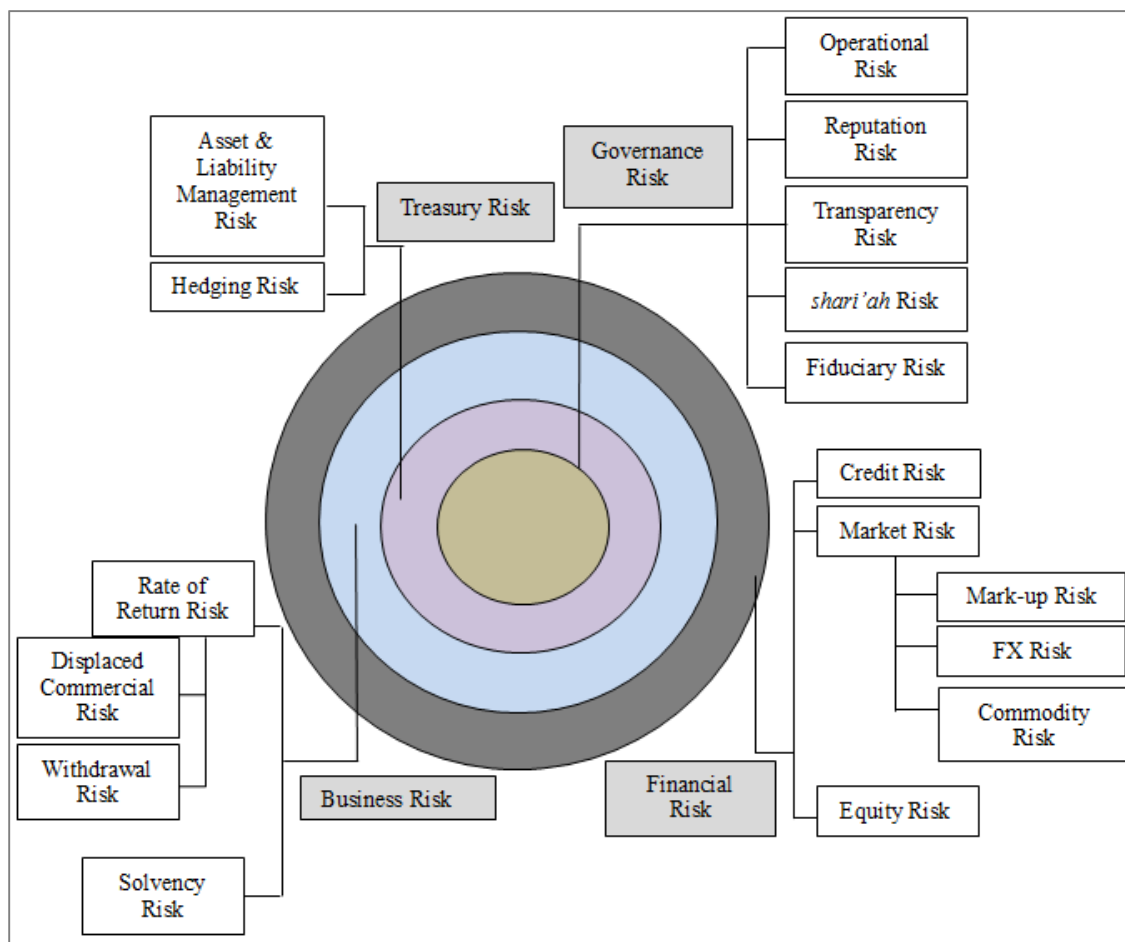 Operational
Risk
Asset &
Liability
Management
Risk
Reputation
Risk
Governance
Risk
Treasury Risk
Transparency
Risk
Hedging Risk
shari’ah Risk
Fiduciary Risk
Credit Risk
Market Risk
Rate of
Return Risk
Mark-up Risk
Displaced
Commercial
Risk
FX Risk
Commodity
Risk
Withdrawal
Risk
Business Risk
Financial
Risk
Equity Risk
Solvency
Risk